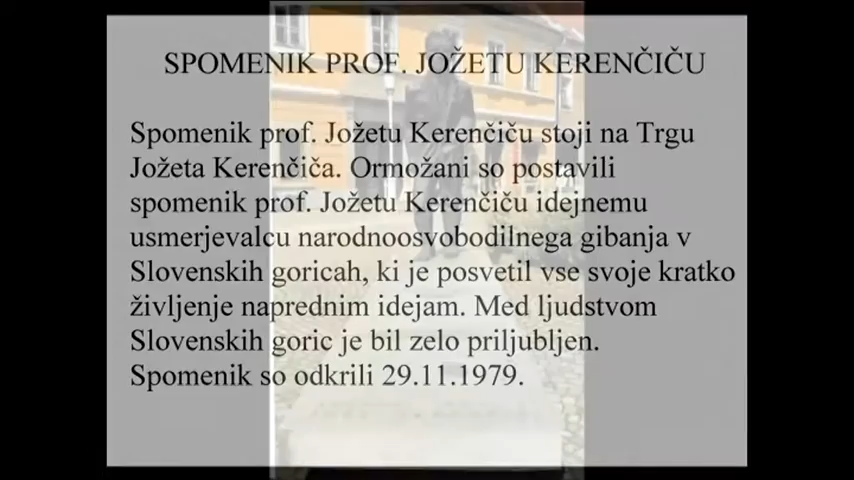 SPOMENIK PROF. JOŽETU KERENČIČU
Spomenik prof. Jožetu Kerenčiču stoji na Trgu
Jožeta Kerenčiča. Ormožani so postavili
spomenik prof. Jožetu Kerenčiču idejnemu
usmerjevalcu narodnoosvobodilnega gibanja v
Slovenskih goricah, ki je posvetil vse svoje kratko
življenje naprednim idejam. Med ljudstvom
Slovenskih goric je bil zelo priljubljen.
Spomenik so odkrili 29.11.1979.